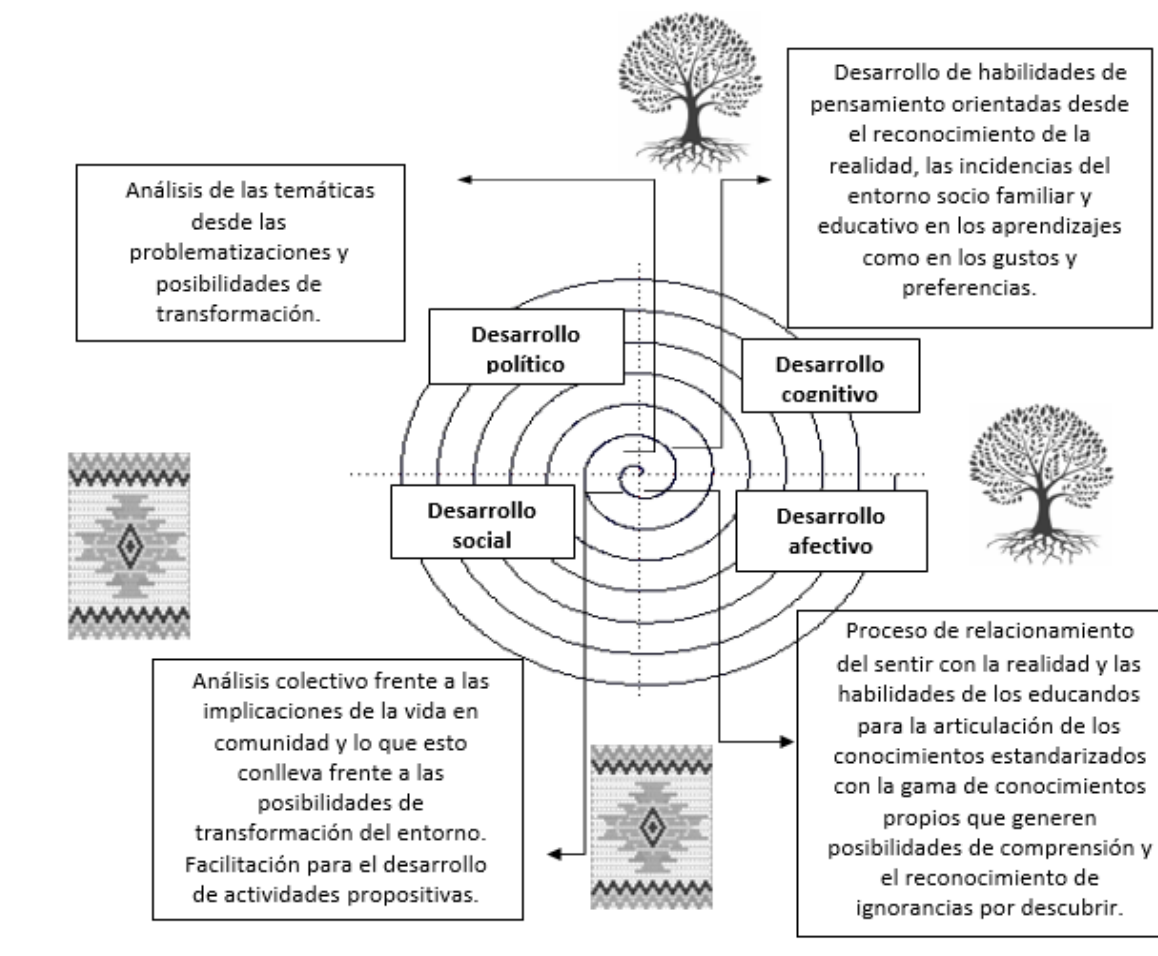 Desarrollo de habilidades de
pensamiento orientadas desde
el reconocimiento de la
realidad, las incidencias del
entorno socio familiar y
educativo en los aprendizajes
como en los gustos y
preferencias.
Análisis de las temáticas
desde las
problematizaciones y
posibilidades de
transformación.
Desarrollo
político
Desarrollo
cognitivo
Desarrollo
social
Desarrollo
afectivo
Análisis colectivo frente a las
implicaciones de la vida en
comunidad y lo que esto
conlleva frente a las
posibilidades de
transformación del entorno.
Facilitación para el desarrollo
de actividades propositivas.
Proceso de relacionamiento
del sentir con la realidad y las
habilidades de los educandos
para la articulación de los
conocimientos estandarizados
con la gama de conocimientos
propios que generen
posibilidades de comprensión y
el reconocimiento de
ignorancias por descubrir.